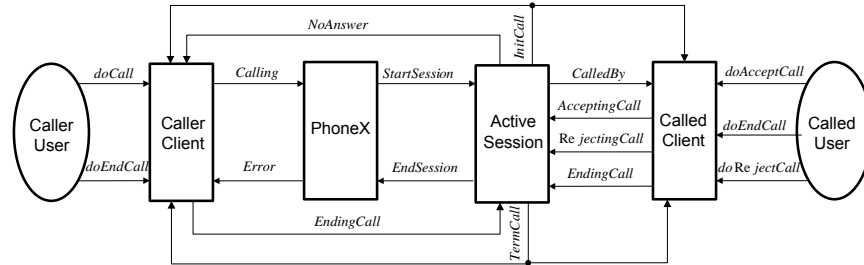 NoAnswer
InitCall
doCall
Calling
StartSession
CalledBy
doAcceptCall
AcceptingCall
Caller
User
Caller
Client
PhoneX
Active
Session
Called
Client
Called
User
doEndCall
Re jectingCall
doEndCall
Error
EndSession
EndingCall
do Re jectCall
EndingCall
TermCall